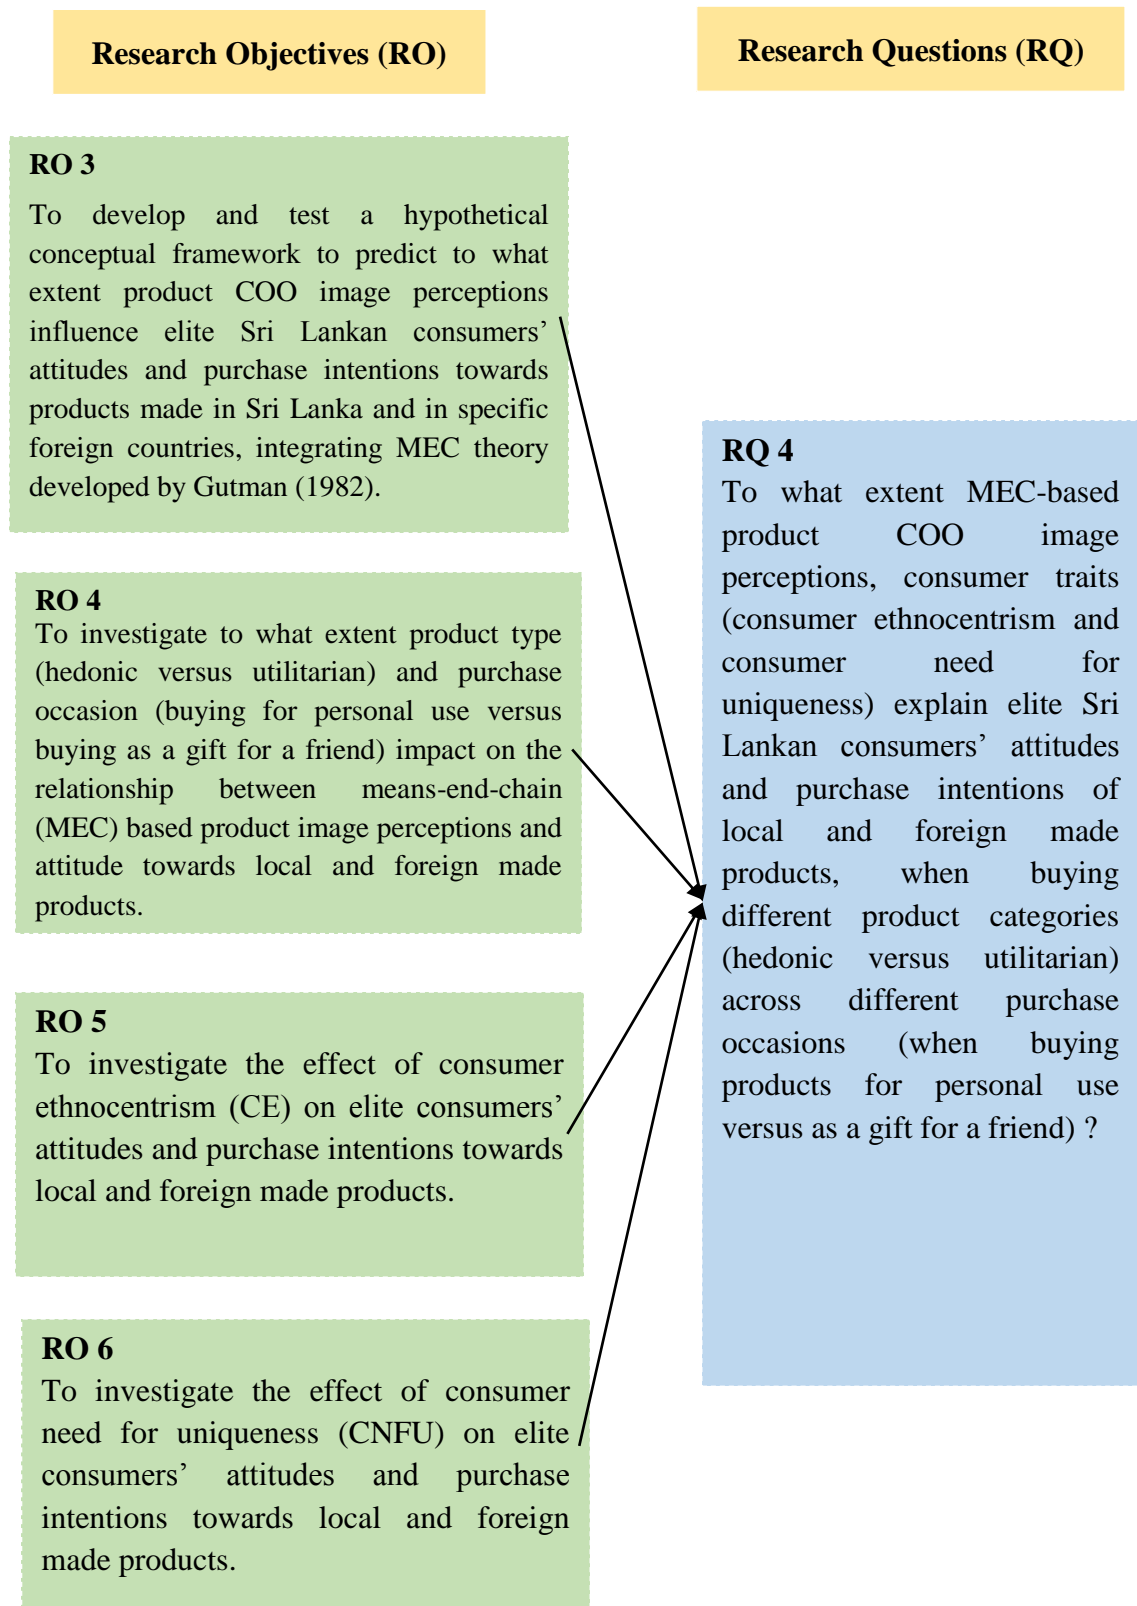 Research Objectives (RO)
Research Questions (RQ)
RO 3
To develop and test a hypothetical
conceptual framework to predict to what
extent product COO image perceptions
influence elite Sri Lankan consumers’
attitudes and purchase intentions towards
products made in Sri Lanka and in specific
foreign countries, integrating MEC theory
developed by Gutman (1982).
RO 4
To investigate to what extent product type
(hedonic versus utilitarian) and purchase
occasion (buying for personal use versus
buying as a gift for a friend) impact on the
relationship between means-end-chain
(MEC) based product image perceptions and
attitude towards local and foreign made
products.
RO 5
To investigate the effect of consumer
ethnocentrism (CE) on elite consumers’
attitudes and purchase intentions towards
local and foreign made products.
RO 6
To investigate the effect of consumer
need for uniqueness (CNFU) on elite
consumers’ attitudes and purchase
intentions towards local and foreign
made products.
RQ 4
To what extent MEC-based
product COO image
perceptions, consumer traits
(consumer ethnocentrism and
consumer need for
uniqueness) explain elite Sri
Lankan consumers’ attitudes
and purchase intentions of
local and foreign made
products, when buying
different product categories
(hedonic versus utilitarian)
across different purchase
occasions (when buying
products for personal use
versus as a gift for a friend) ?